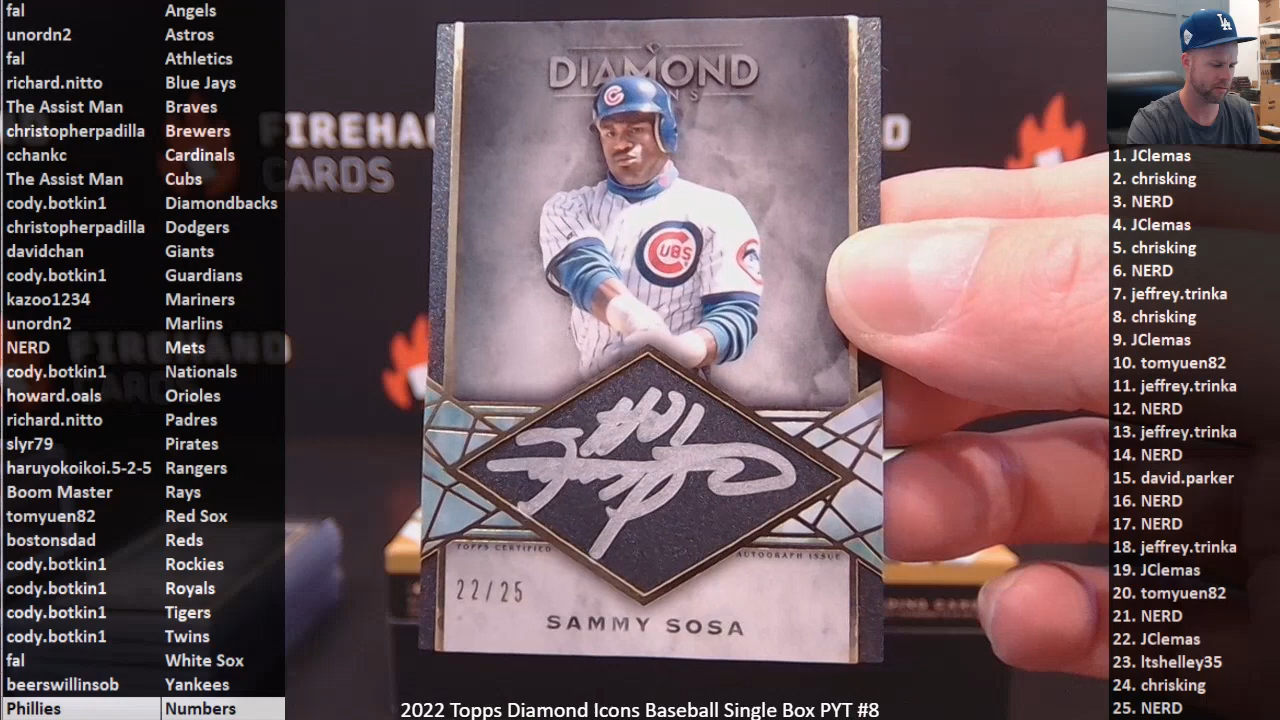 fal Angels
unordn2 Astros
fal Athletics
richard.nitto Blue Jays
The Assist Man Braves
christopherpadilla Brewers
cchankc Cardinals
The Assist Man Cubs
cody.botkin1 Diamondbacks
christopherpadilla Dodgers
davidchan Giants
cody.botkin1 Guardians
kazoo1234 Mariners
unordn2 Marlins
NERD Mets
cody.botkin1 Nationals
howard.oals Orioles
richard.nitto Padres
slyr79 Pirates
haruyokoikoi.5-2-5 Rangers
Boom Master Rays
tomyuen82 Red Sox
bostonsdad Reds
cody.botkin1 Rockies
cody.botkin1 Royals
cody.botkin1 Tigers
cody.botkin1 Twins
fal White Sox
beerswillinsob Yankees
Phillies Numbers
FIREHAND
CARDS
DIAMOND
ICONS
C
CUBS
TOPPS CERTIFIED
AUTOGRAPH ISSUE
22/25
SAMMY SOSA
2022 Topps Diamond Icons Baseball Single Box PYT #8
LA
1. JClemas
2. chrisking
3. NERD
4. JClemas
5. chrisking
6. NERD
7. jeffrey.trinka
8. chrisking
9. JClemas
10. tomyuen82
11. jeffrey.trinka
12. NERD
13. jeffrey.trinka
14. NERD
15. david.parker
16. NERD
17. NERD
18. jeffrey.trinka
19. JClemas
20. tomyuen82
21. NERD
22. JClemas
23. ltshelley35
24. chrisking
25. NERD